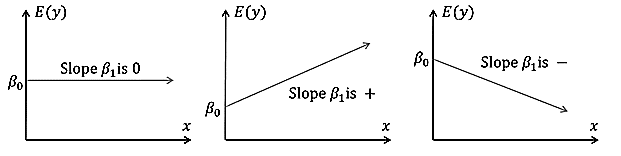 E(y)
Slope β₁ is 0
β₀
x
E(y)
Slope β₁ is +
β₀
x
E(y)
β₀
Slope β₁ is −
x